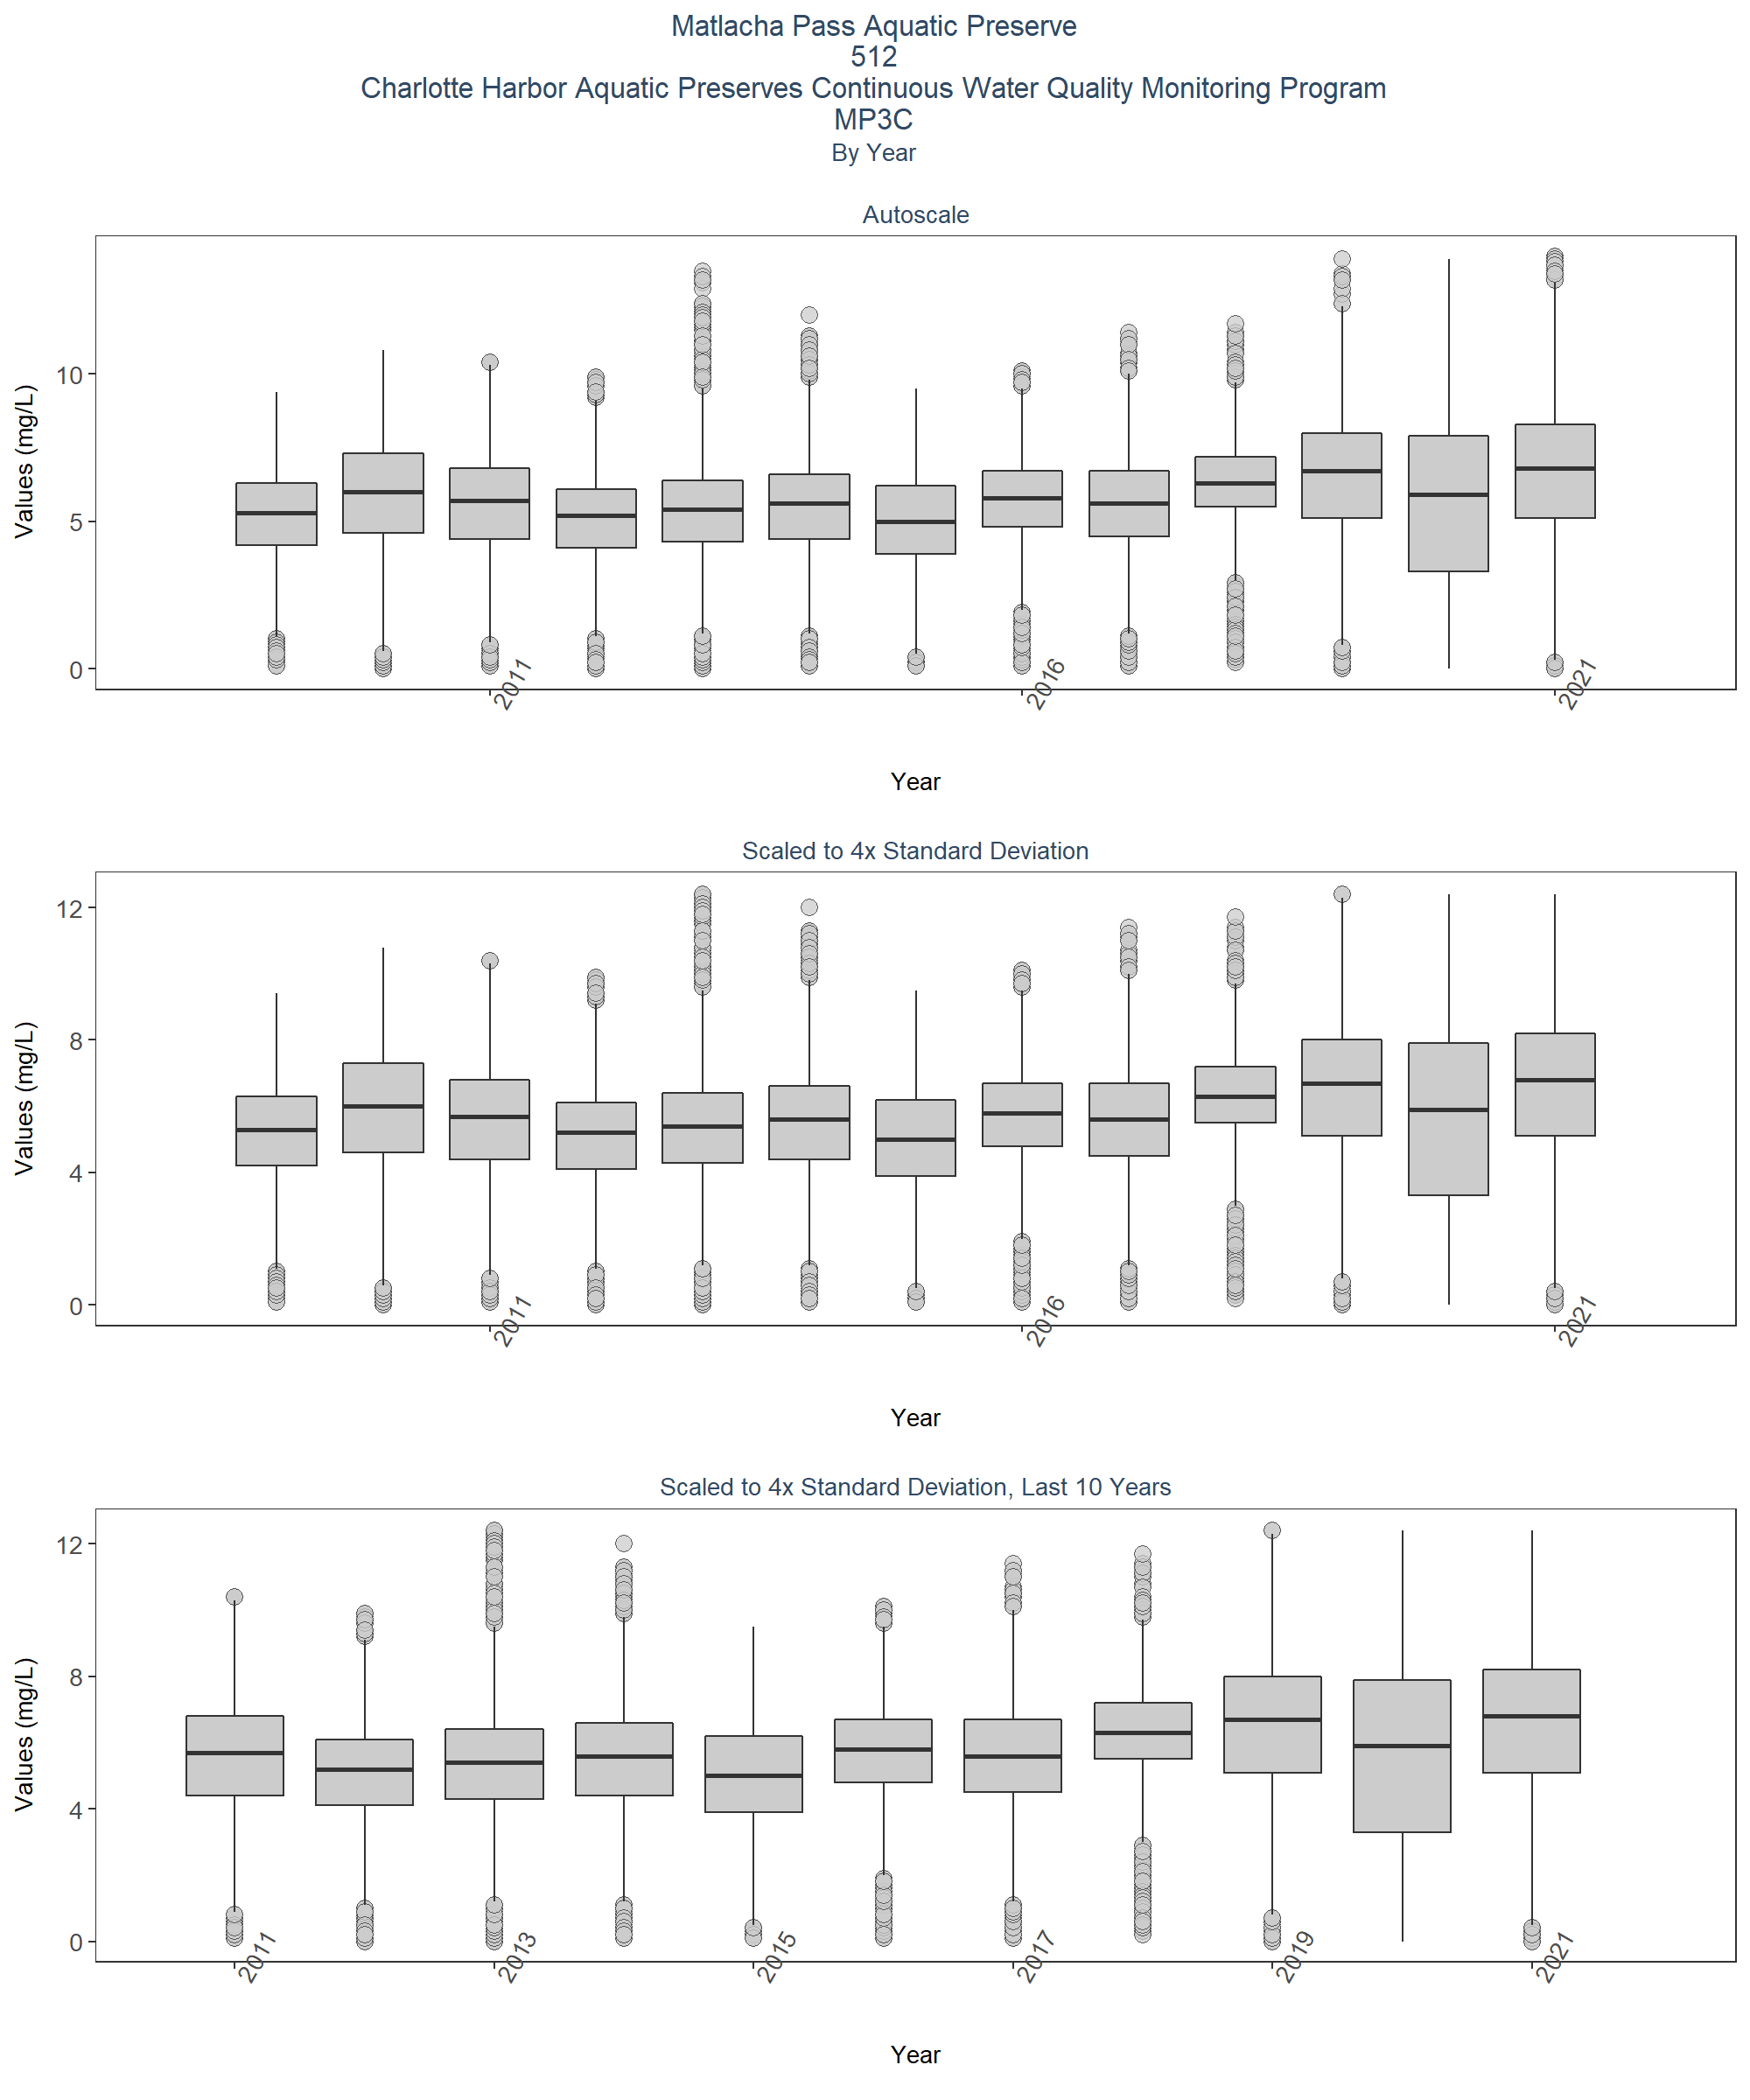 Matlacha Pass Aquatic Preserve
512
Charlotte Harbor Aquatic Preserves Continuous Water Quality Monitoring Program
MP3C
By Year
Autoscale
Values (mg/L)
10
5
0
2011
2016
2021
Year
Scaled to 4x Standard Deviation
Values (mg/L)
12
8
4
0
2011
2016
2021
Year
Scaled to 4x Standard Deviation, Last 10 Years
Values (mg/L)
12
8
4
0
2011
2013
2015
2017
2019
2021
Year